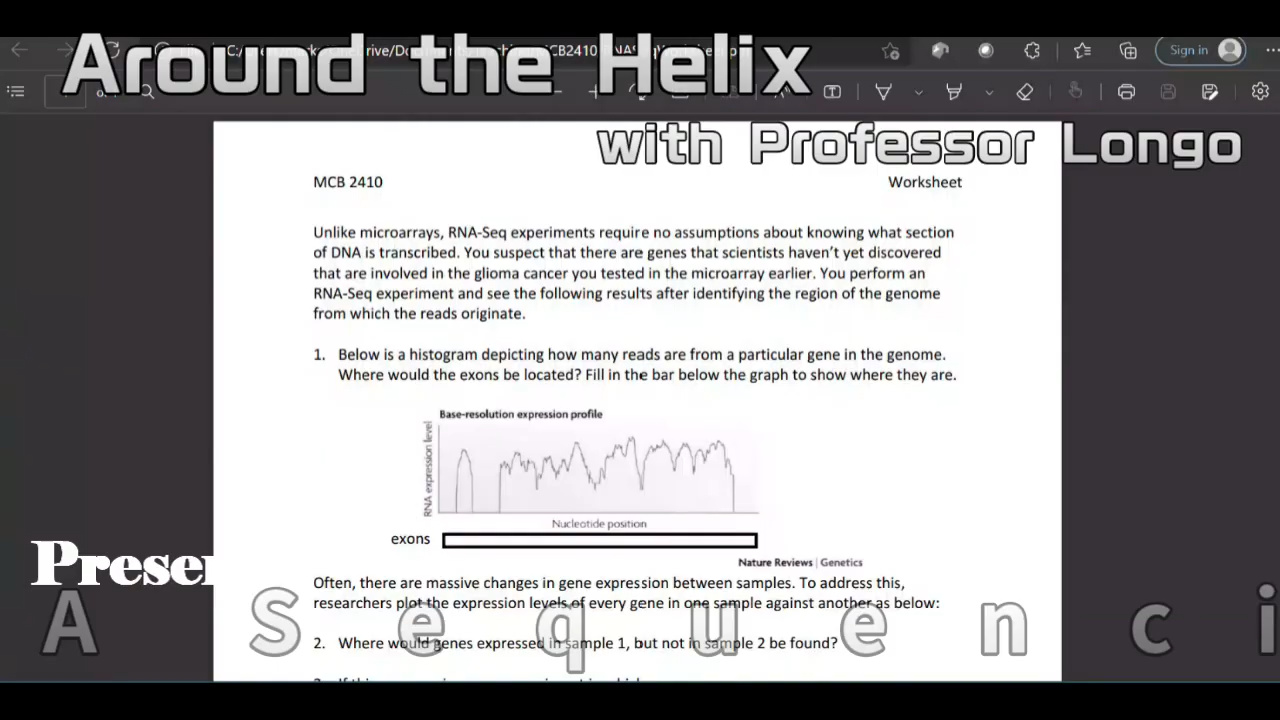 Around the Helix
with Professor Longo
Sign in
MCB 2410
Worksheet
Unlike microarrays, RNA-Seq experiments require no assumptions about knowing what section
of DNA is transcribed. You suspect that there are genes that scientists haven't yet discovered
that are involved in the glioma cancer you tested in the microarray earlier. You perform an
RNA-Seq experiment and see the following results after identifying the region of the genome
from which the reads originate.
1. Below is a histogram depicting how many reads are from a particular gene in the genome.
Where would the exons be located? Fill in the bar below the graph to show where they are.
Base-resolution expression profile
RNA expression level
Nucleotide position
exons
Nature Reviews | Genetics
Often, there are massive changes in gene expression between samples. To address this,
researchers plot the expression levels of every gene in one sample against another as below:
2. Where would genes expressed in sample 1, but not in sample 2 be found?
Presen
A Sequenci